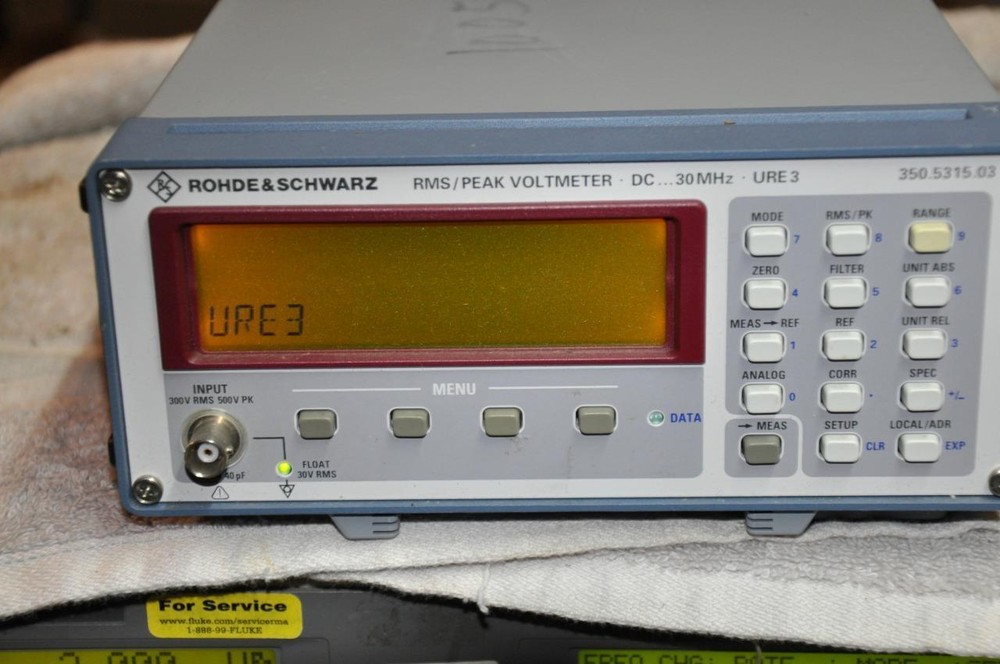 ROHDE&SCHWARZ RMS/PEAK VOLTMETER · DC...30MHz · URE3 350.5315.03
URE3
MODE RMS/PK RANGE
7 8 9
ZERO FILTER UNIT ABS
4 5 6
MEAS→REF REF UNIT REL
1 2 3
ANALOG CORR SPEC
0 · +/-
→ MEAS SETUP LOCAL/ADR
CLR EXP
INPUT
300V RMS 500V PK
MENU
DATA
40pF
FLOAT
30V RMS
For Service
www.fluke.com/servicema
1-888-99-FLUKE